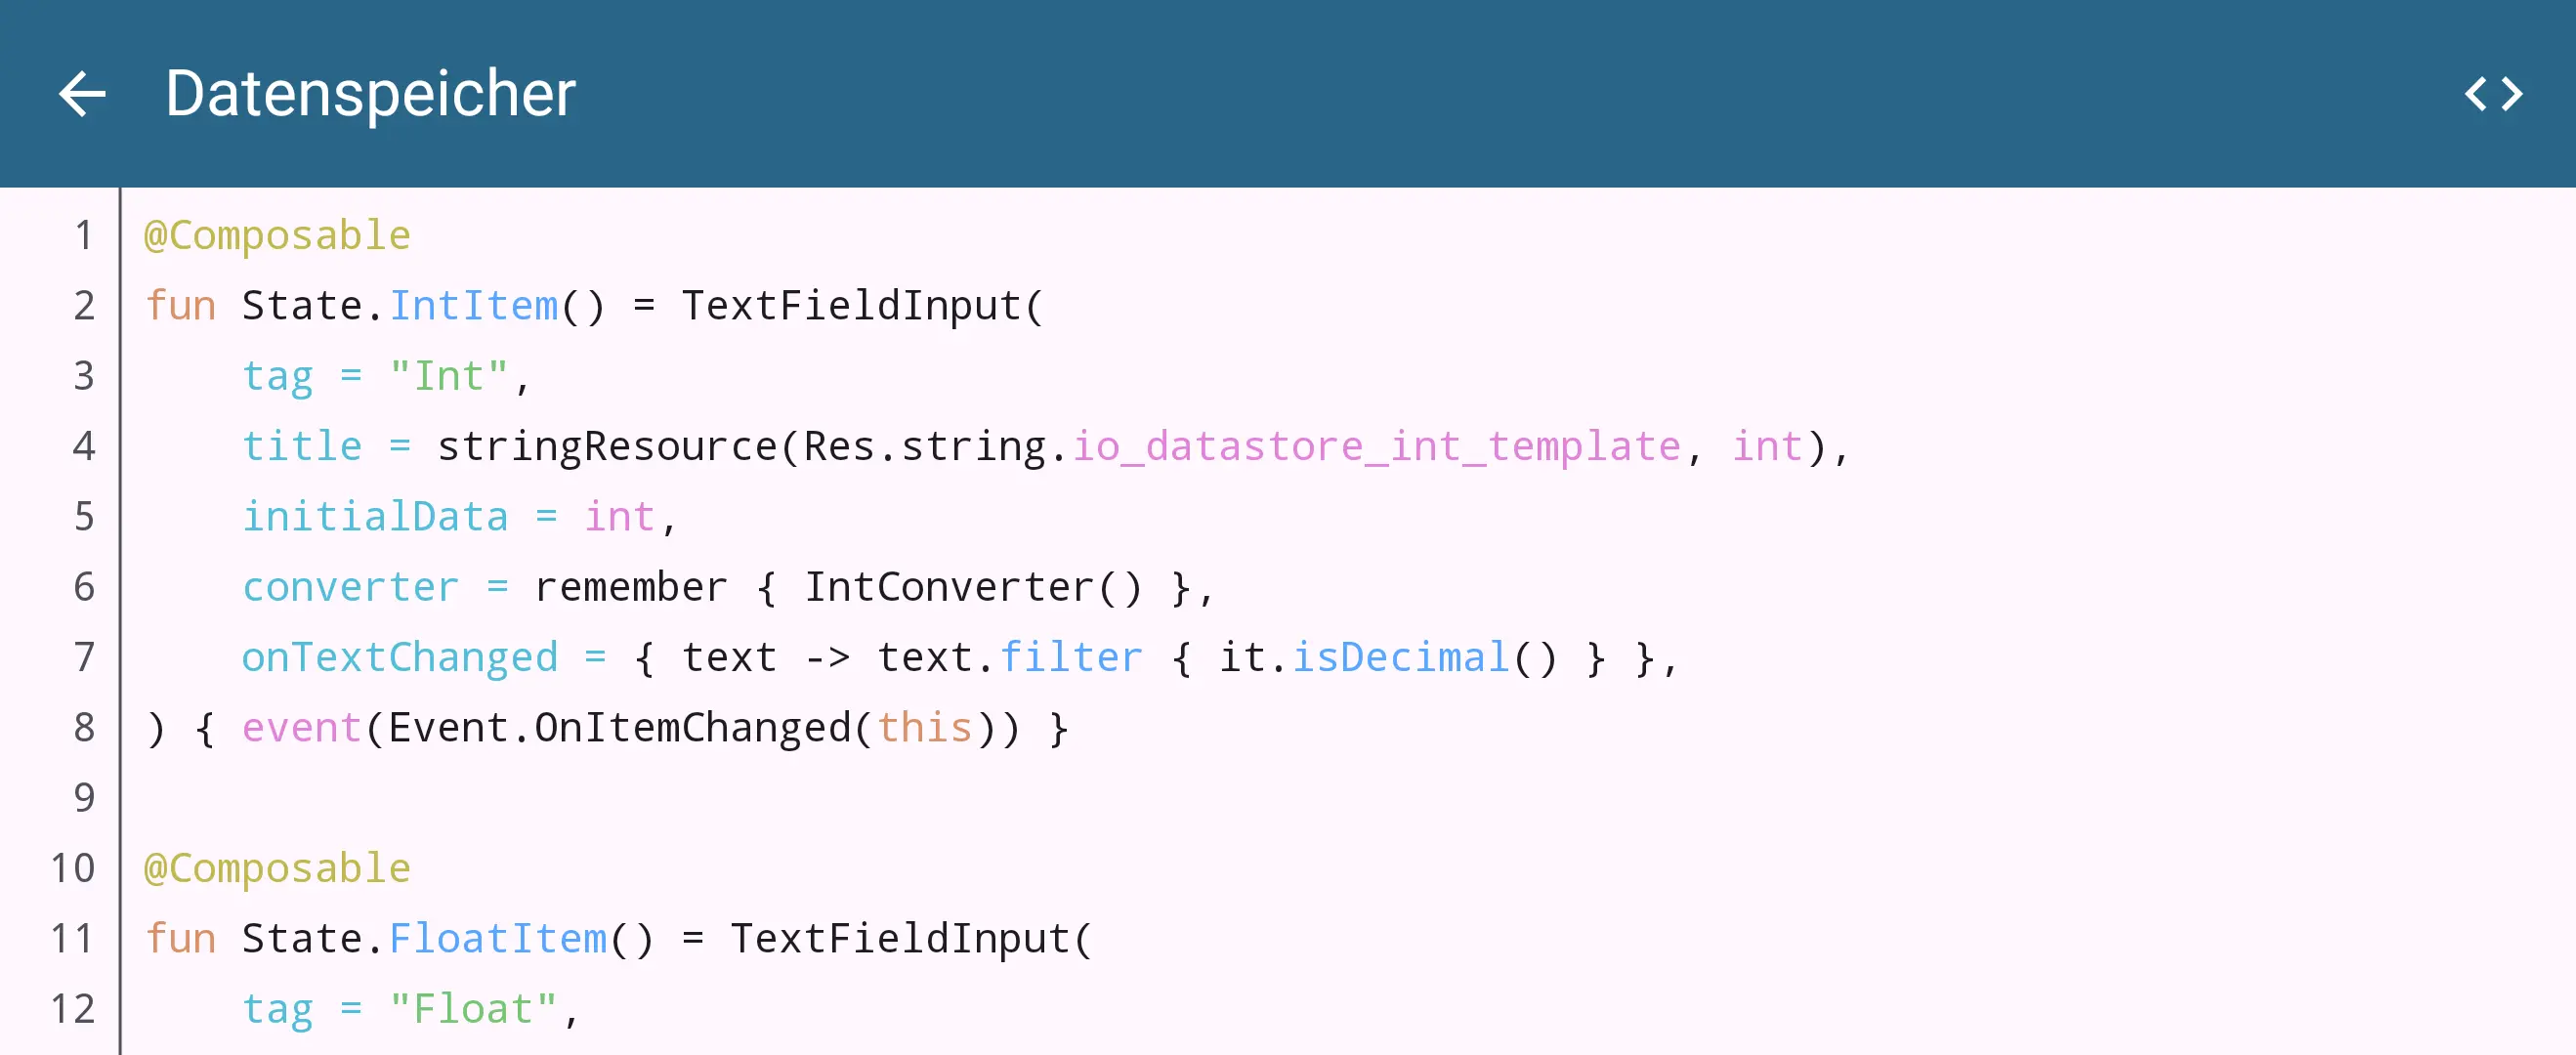 Datenspeicher
1 @Composable
2 fun State.IntItem() = TextFieldInput(
3     tag = "Int",
4     title = stringResource(Res.string.io_datastore_int_template, int),
5     initialData = int,
6     converter = remember { IntConverter() },
7     onTextChanged = { text -> text.filter { it.isDecimal() } },
8 ) { event(Event.OnItemChanged(this)) }
9
10 @Composable
11 fun State.FloatItem() = TextFieldInput(
12     tag = "Float",